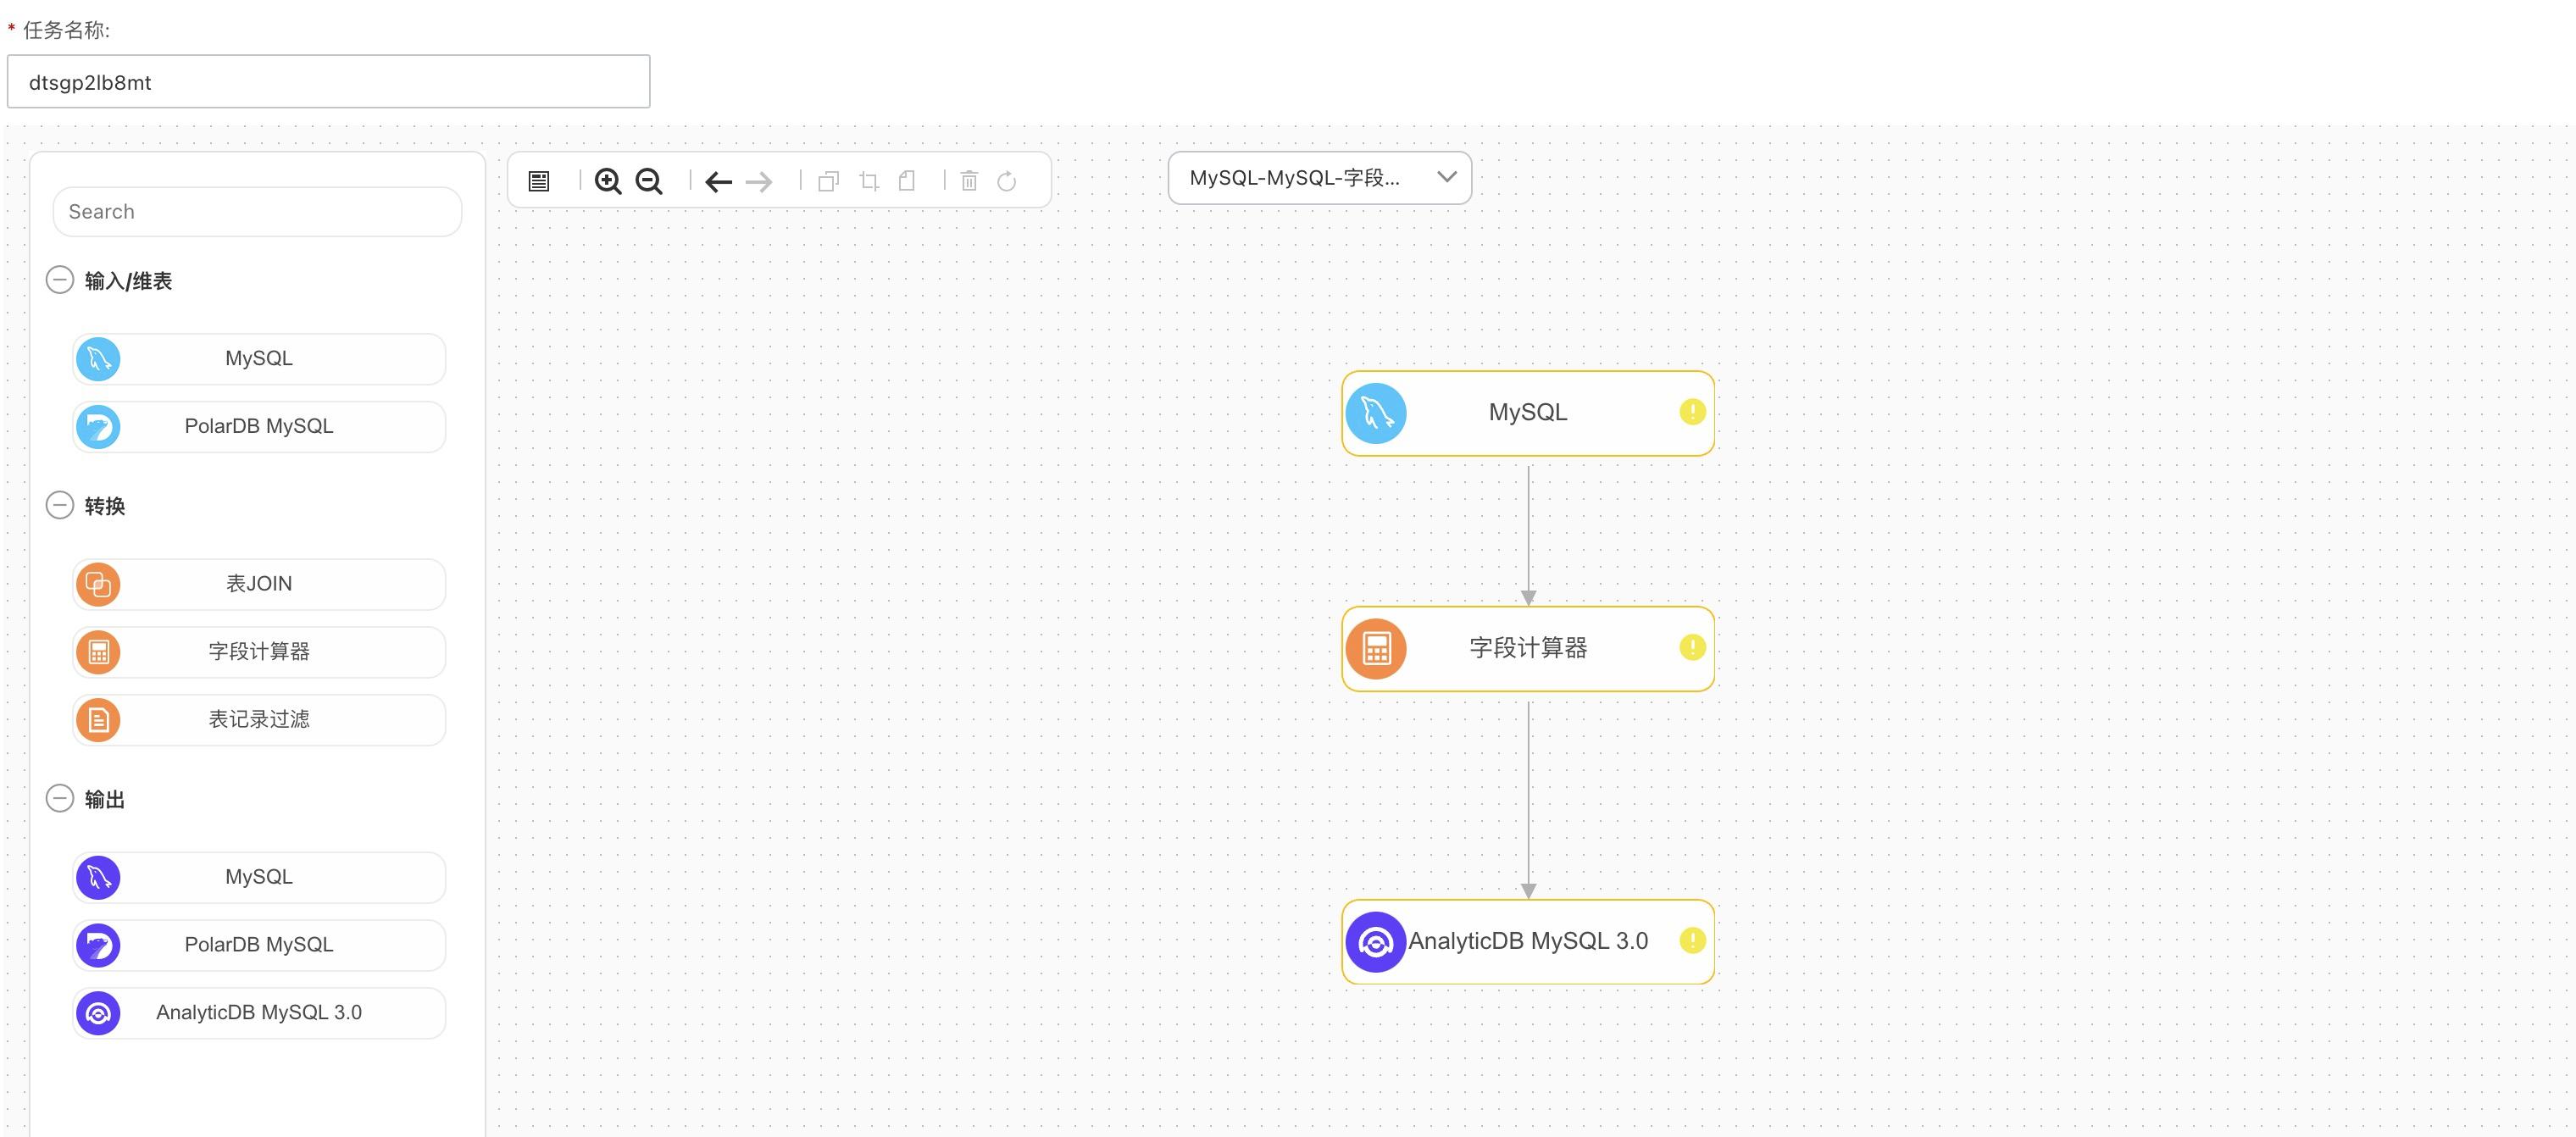 * 任务名称:
dtsgp2lb8mt
Search
MySQL-MySQL-字段...
输入/维表
MySQL
PolarDB MySQL
转换
表JOIN
字段计算器
表记录过滤
输出
MySQL
PolarDB MySQL
AnalyticDB MySQL 3.0
MySQL
字段计算器
AnalyticDB MySQL 3.0